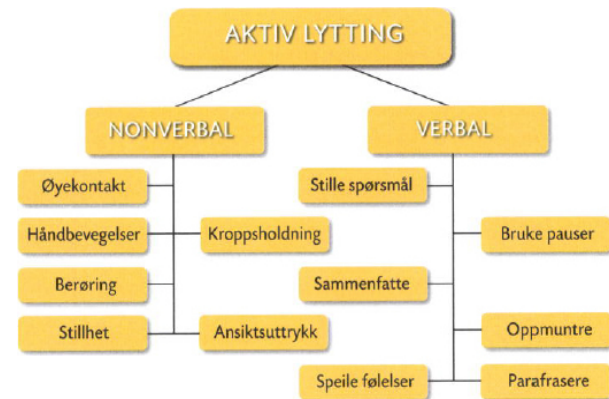 AKTIV LYTTING
NONVERBAL
VERBAL
Øyekontakt
Stille spørsmål
Håndbevegelser
Kroppsholdning
Bruke pauser
Berøring
Sammenfatte
Stillhet
Ansiktsuttrykk
Oppmuntre
Speile følelser
Parafrasere